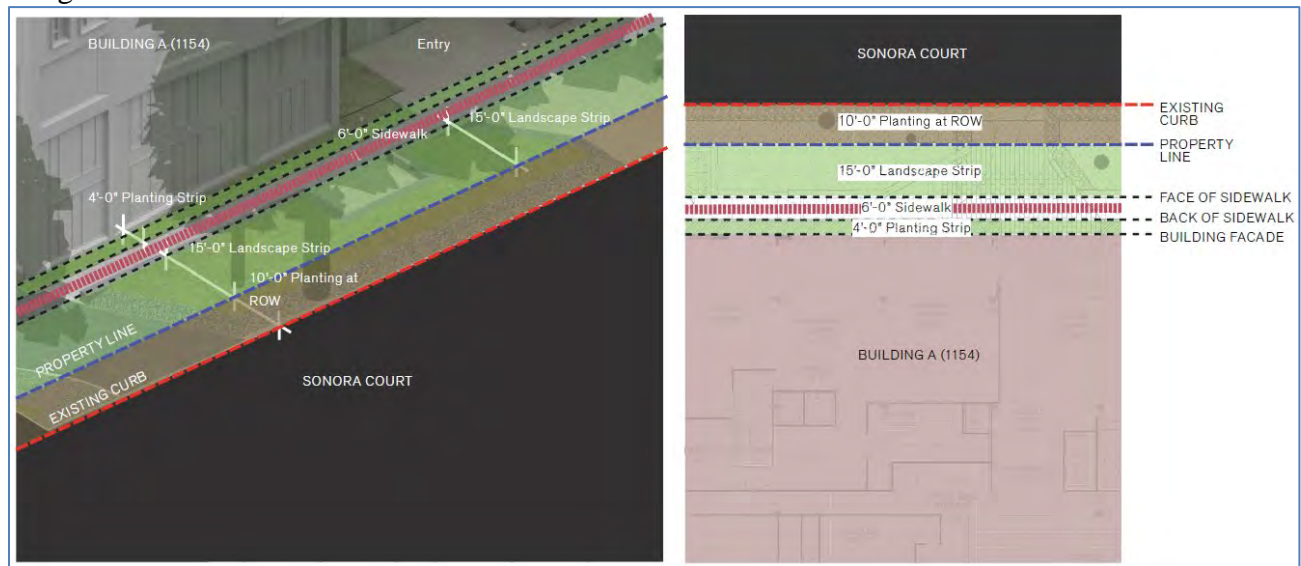 BUILDING A (1154)
Entry
15'-0" Landscape Strip
6'-0" Sidewalk
4'-0" Planting Strip
15'-0" Landscape Strip
10'-0" Planting at
ROW
PROPERTY LINE
EXISTING CURB
SONORA COURT
SONORA COURT
10'-0" Planting at ROW
15'-0" Landscape Strip
6'-0" Sidewalk
4'-0" Planting Strip
BUILDING A (1154)
EXISTING
CURB
PROPERTY
LINE
FACE OF SIDEWALK
BACK OF SIDEWALK
BUILDING FACADE